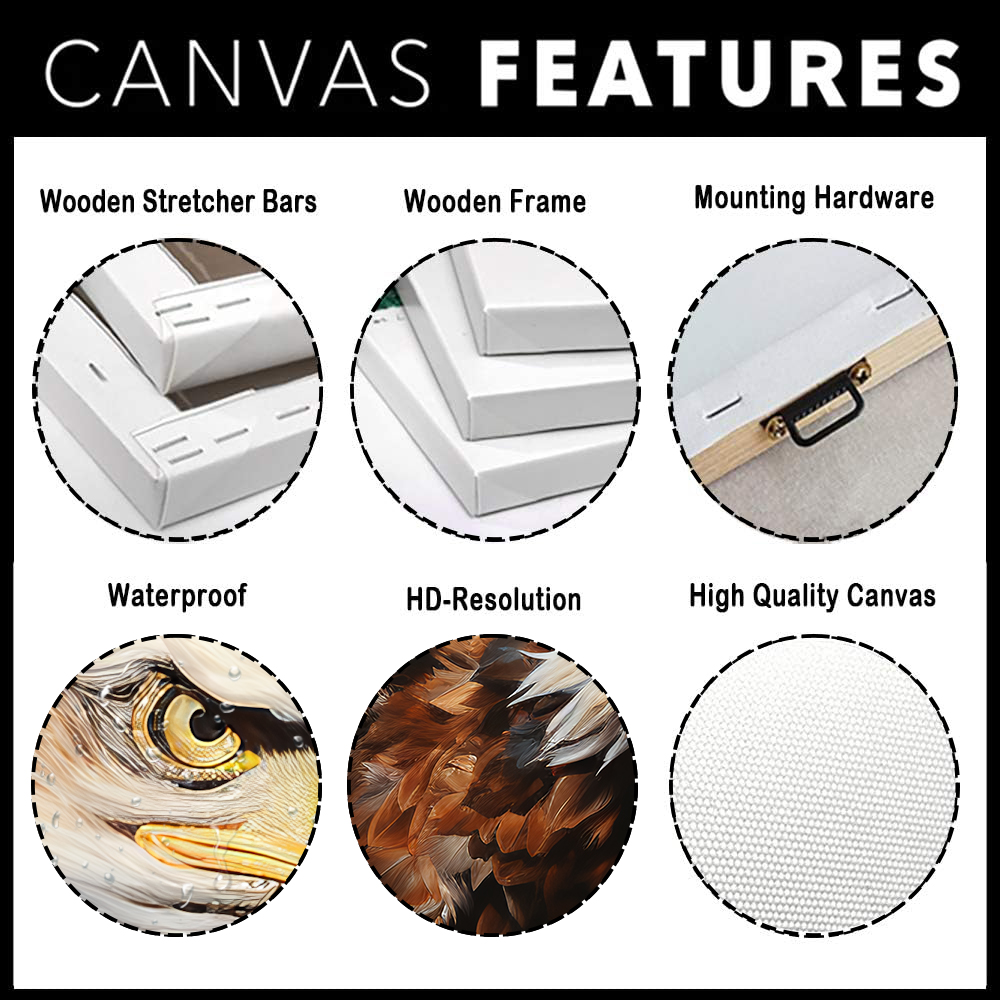 CANVAS FEATURES
Wooden Stretcher Bars
Wooden Frame
Mounting Hardware
Waterproof
HD-Resolution
High Quality Canvas